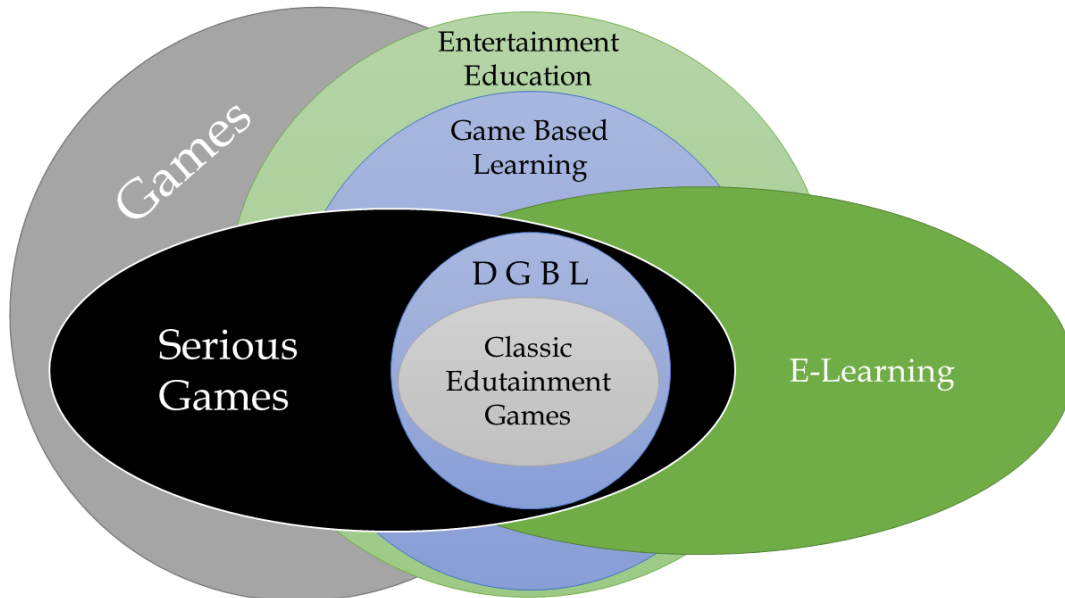 Entertainment
Education
Games
Game Based
Learning
D G B L
Serious
Games
Classic
Edutainment
Games
E-Learning